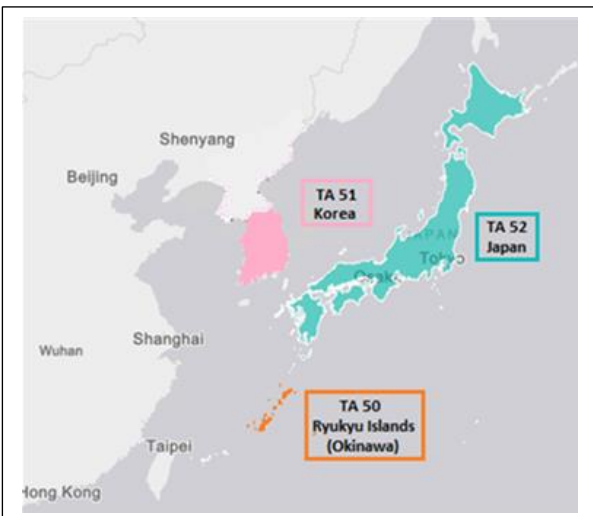 Shenyang
Beijing
TA 51
Korea
TA 52
Japan
JAPAN
Tokyo
Osaka
Shanghai
Wuhan
TA 50
Ryukyu Islands
(Okinawa)
Taipei
Hong Kong